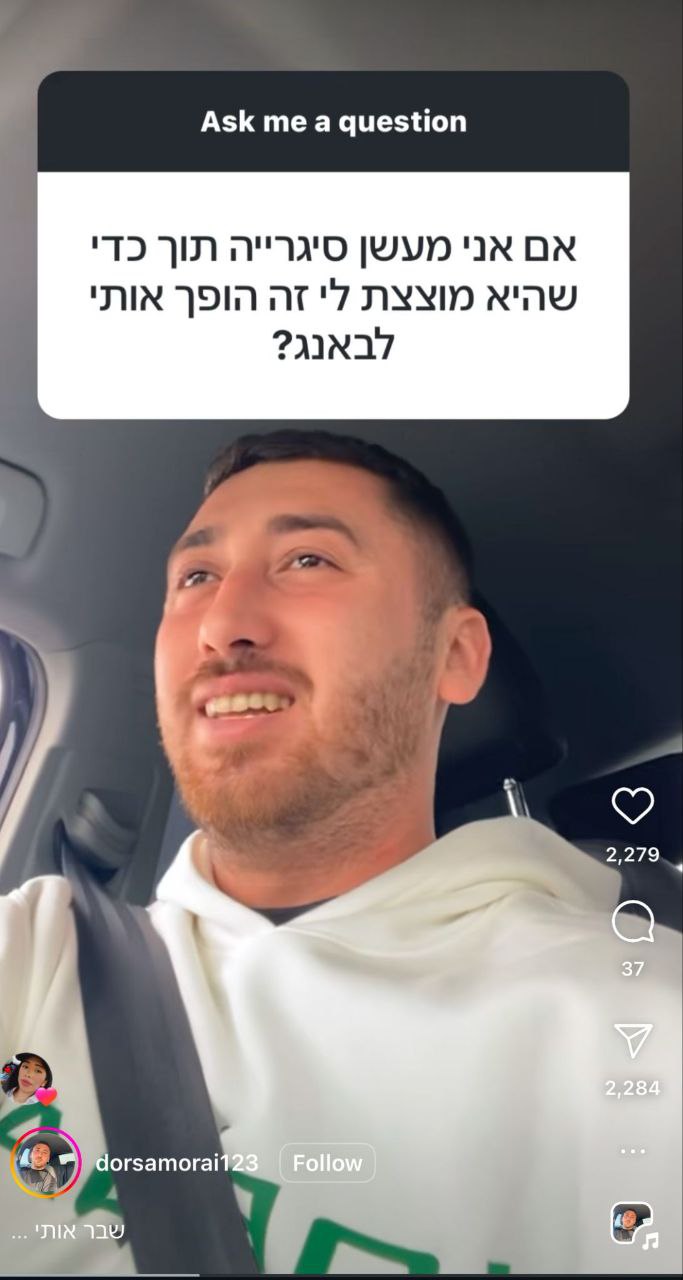 Ask me a question
אם אני מעשן סיגרייה תוך כדי
שהיא מוצצת לי זה הופך אותי
לבאנג?
2,279
37
2,284
dorsamorai123
Follow
שבר אותי ...